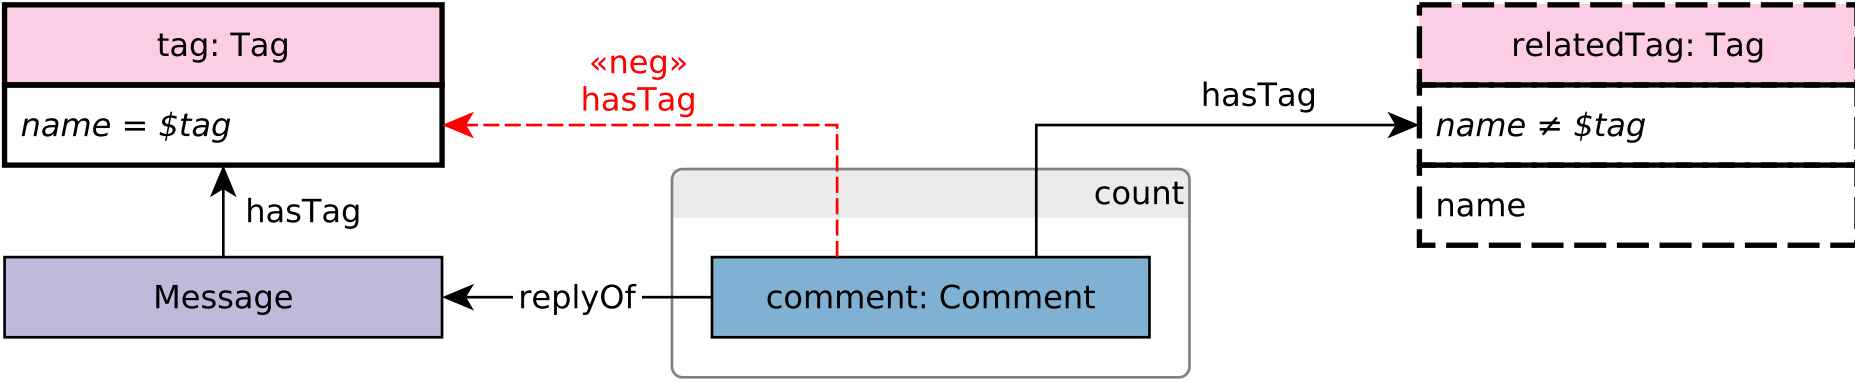 tag: Tag
name = $tag
hasTag
Message
«neg»
hasTag
replyOf
count
comment: Comment
hasTag
relatedTag: Tag
name ≠ $tag
name